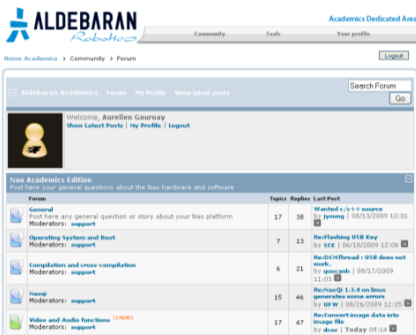 ALDEBARAN
Robotics
Academics Dedicated Area
Community Tools Your profile
Home Academics > Community > Forum
Logout
Search Forum
Aldebaran Academics Forum My Profile Show latest posts
Go
Welcome, Aurelien Gournay
Show Latest Posts | My Profile | Logout
Nao Academics Edition
Post here your general questions about the Nao hardware and software
Forum Topics Replies Last Post
General
Post here any general question or story about your Nao platform
Moderators: support
17 38
Wanted c/c++ source
by jyoung | 08/13/2009 10:01
Operating System and Boot
Moderators: support
7 13
Re:Flashing USB Key
by SCE | 06/18/2009 12:06
Compilation and cross-compilation
Moderators: support
6 21
Re:DCMThread : USB does not
work.
by quocanh | 08/17/2009
11:03
Naoqi
Moderators: support
15 46
Re:NaoQi 1.3.8 on linux
generates some errors
by UFW | 08/26/2009 12:25
Video and Audio functions (2 NEW!)
Moderators: support
17 47
Re:Convert image data into
image file
by | Today 09:14